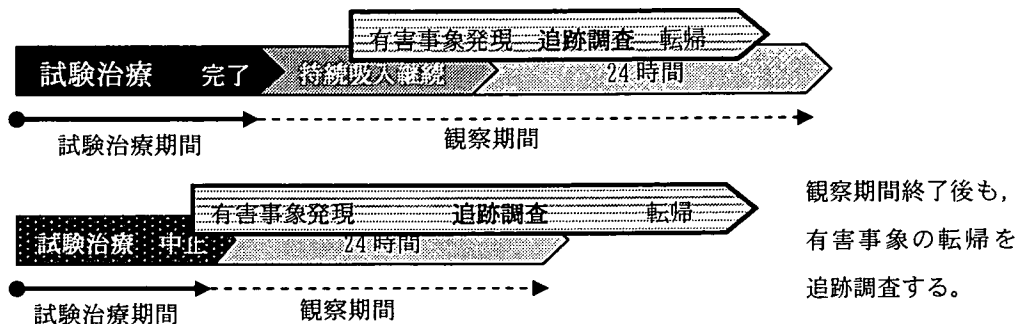 有害事象発現 追跡調査 転帰
試験治療 完了 持続吸入継続 24時間
試験治療期間 観察期間
有害事象発現 追跡調査 転帰
試験治療 中止 24時間
試験治療期間 観察期間
観察期間終了後も，
有害事象の転帰を
追跡調査する。